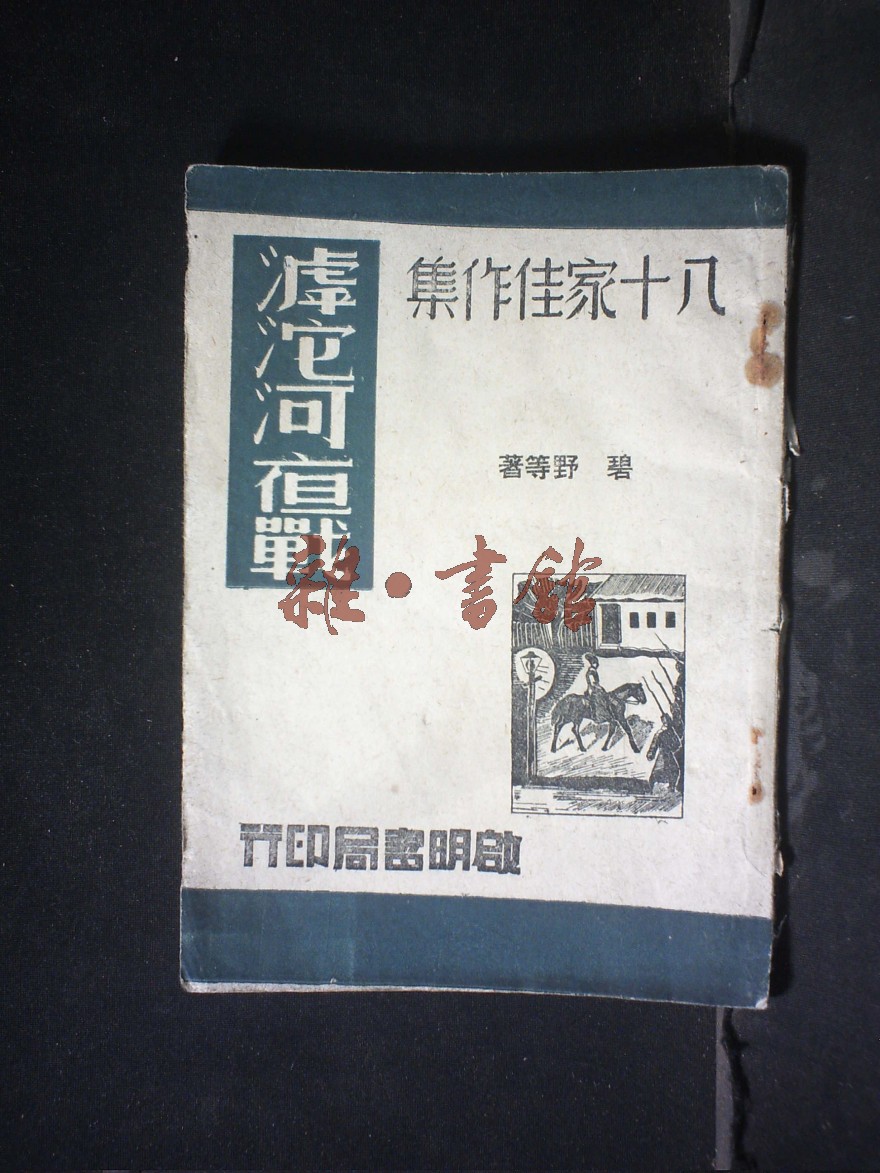 八十家佳作集
滹沱河夜戰
碧野等著
雜·書館
啟明書局印行